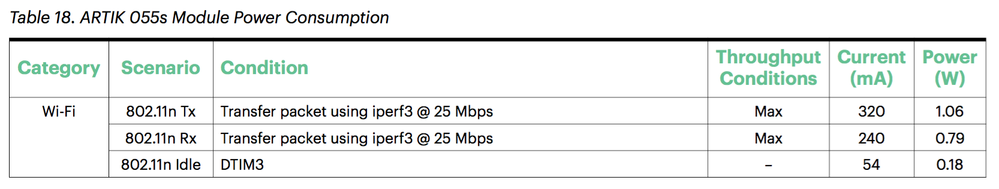 Table 18. ARTIK 055s Module Power Consumption
Category Scenario Condition Throughput Conditions Current (mA) Power (W)
Wi-Fi 802.11n Tx Transfer packet using iperf3 @ 25 Mbps Max 320 1.06
802.11n Rx Transfer packet using iperf3 @ 25 Mbps Max 240 0.79
802.11n Idle DTIM3 – 54 0.18